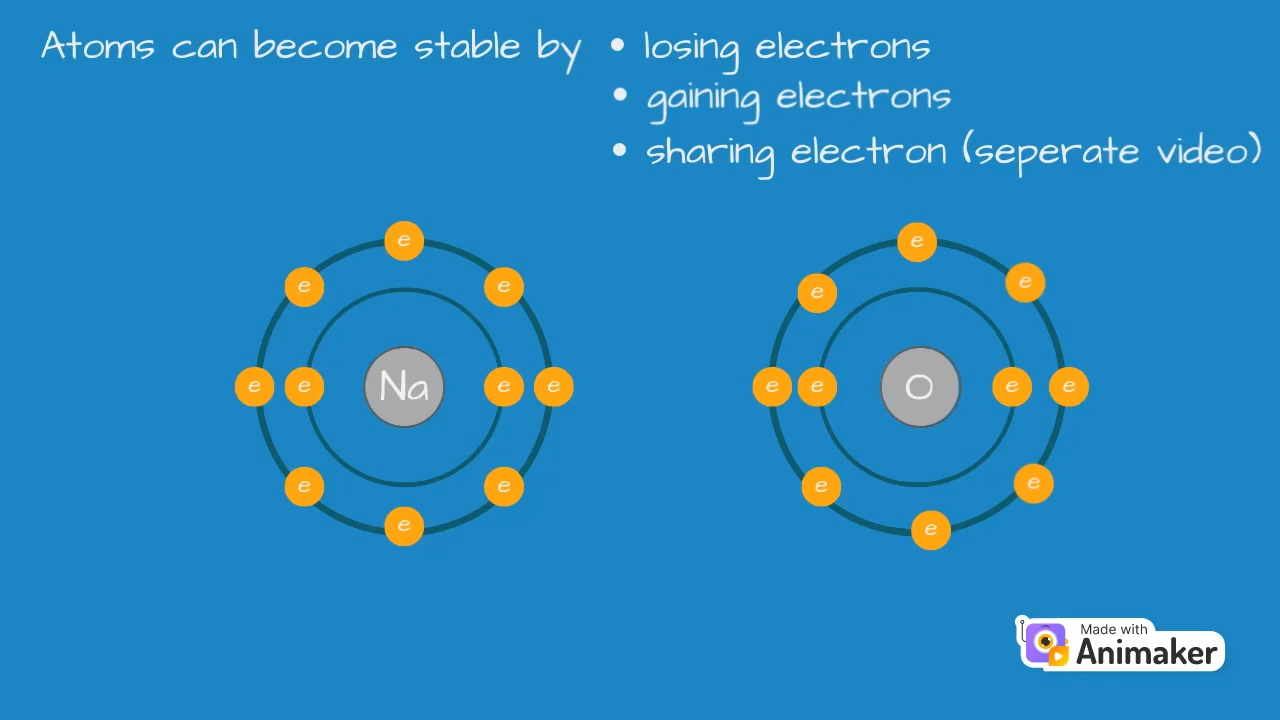 Atoms can become stable by • losing electrons
• gaining electrons
• sharing electron (seperate video)
e
e e
e e
e e Na e e
e e
e
e
e e
e e O e e
e e
e
Made with
Animaker